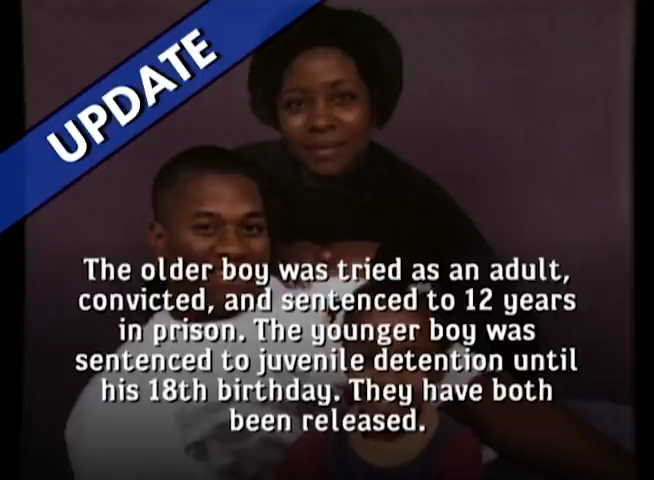 UPDATE
The older boy was tried as an adult,
convicted, and sentenced to 12 years
in prison. The younger boy was
sentenced to juvenile detention until
his 18th birthday. They have both
been released.